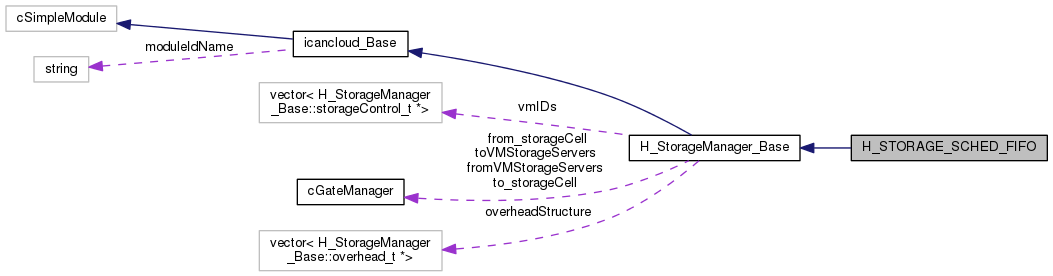 cSimpleModule
moduleIdName
icancloud_Base
string
vector< H_StorageManager
_Base::storageControl_t *>
vmIDs
from_storageCell
toVMStorageServers
fromVMStorageServers
to_storageCell
H_StorageManager_Base
H_STORAGE_SCHED_FIFO
cGateManager
overheadStructure
vector< H_StorageManager
_Base::overhead_t *>